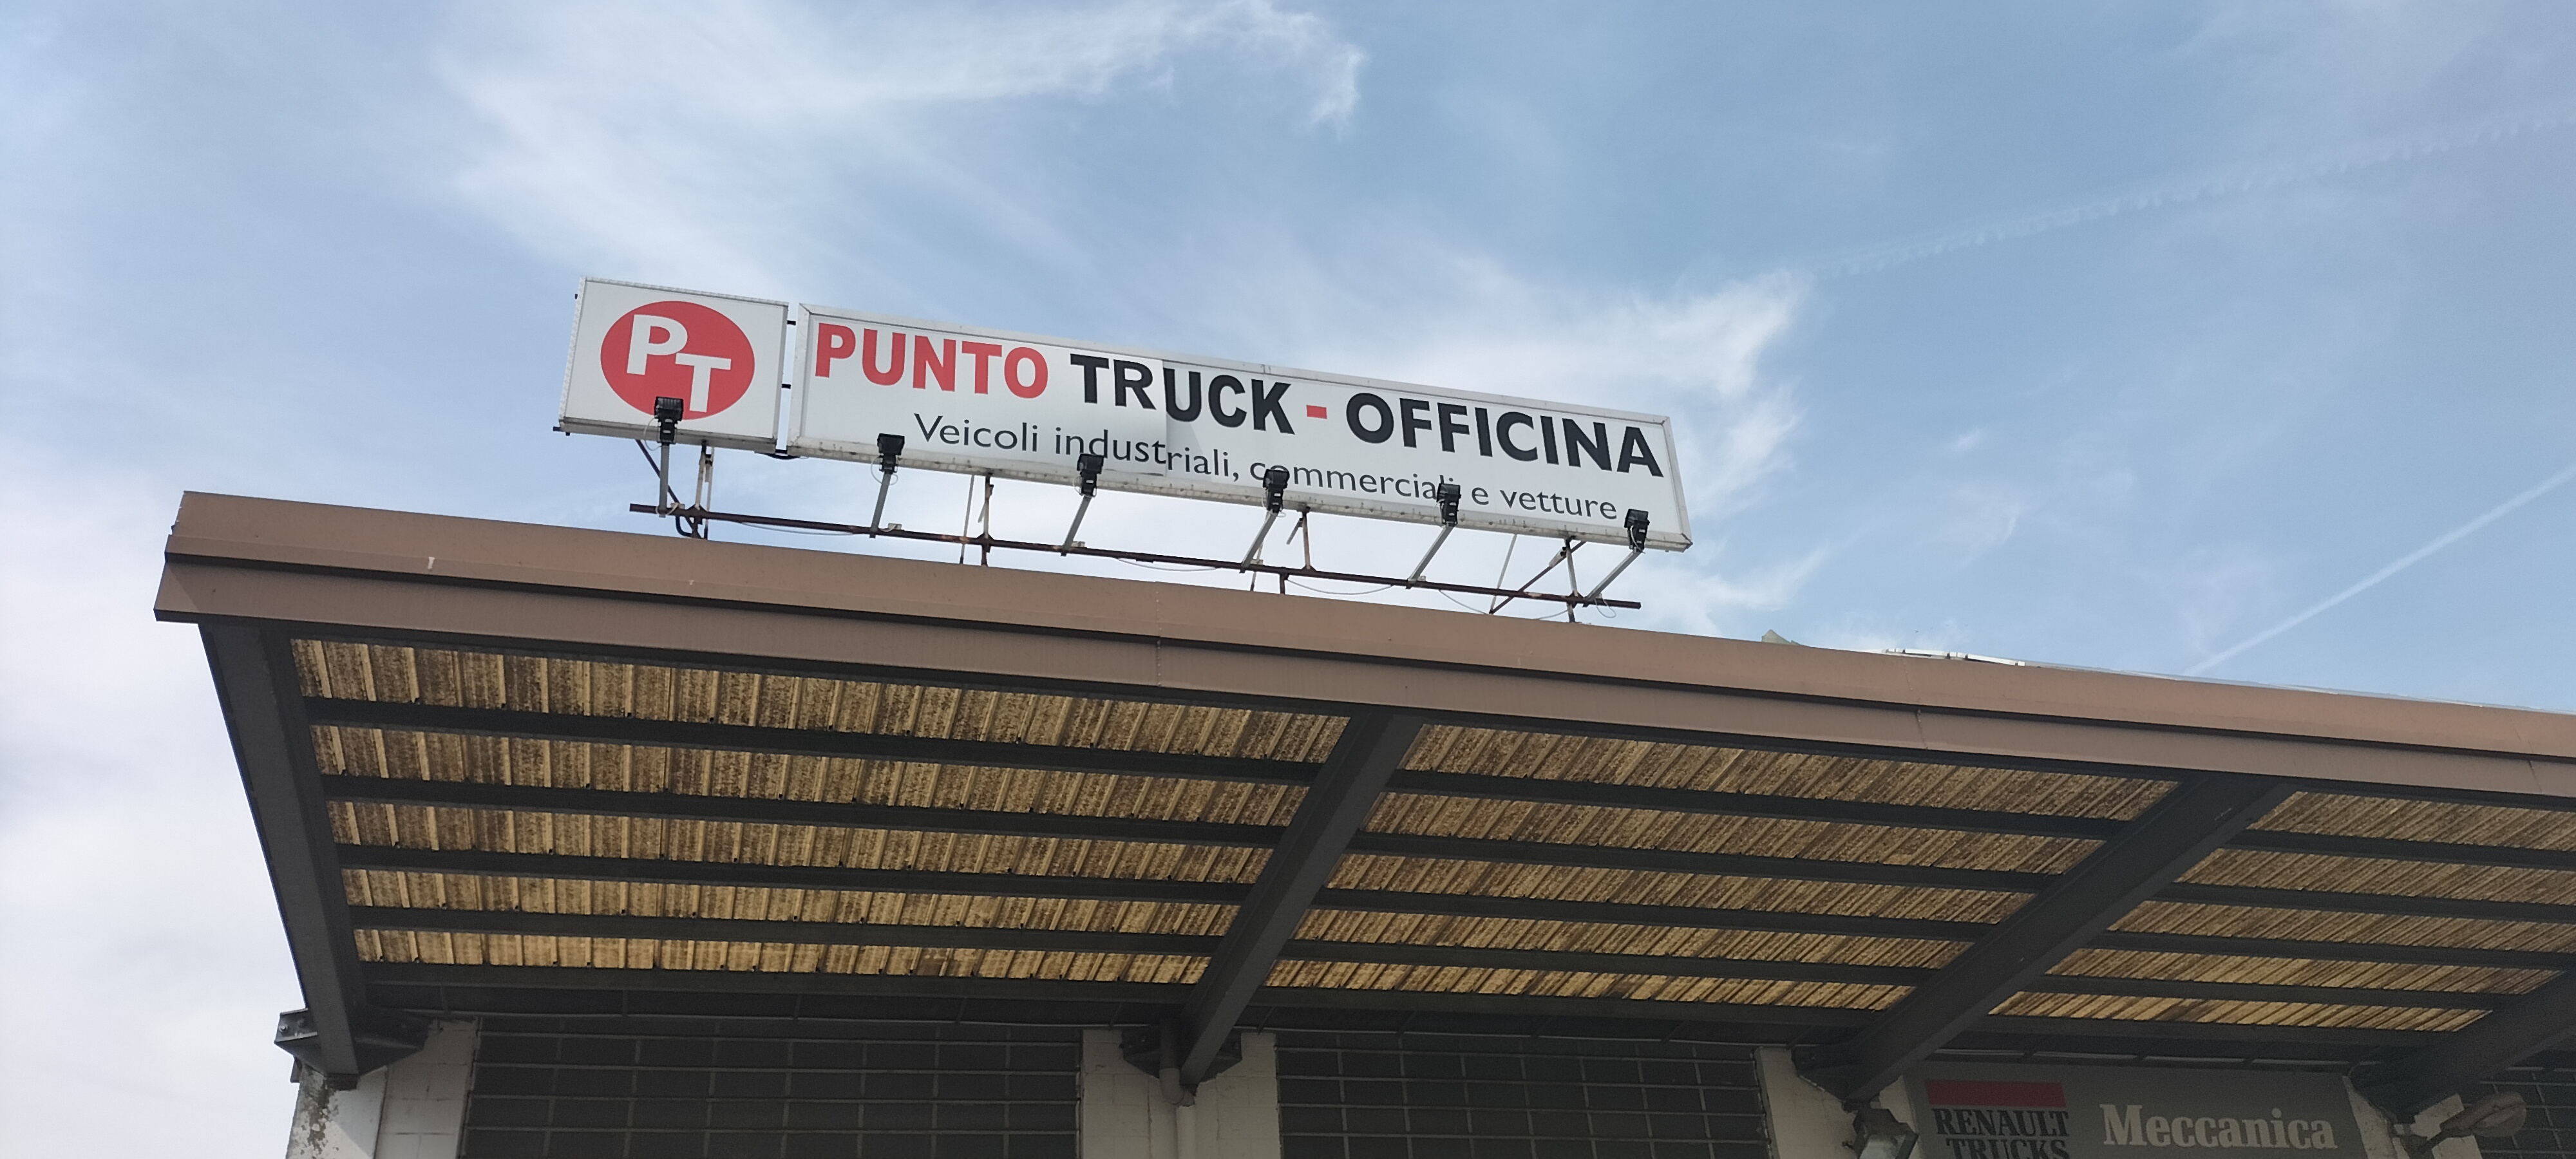 PT
PUNTO TRUCK - OFFICINA
Veicoli industriali, commerciali e vetture
RENAULT
TRUCKS
Meccanica